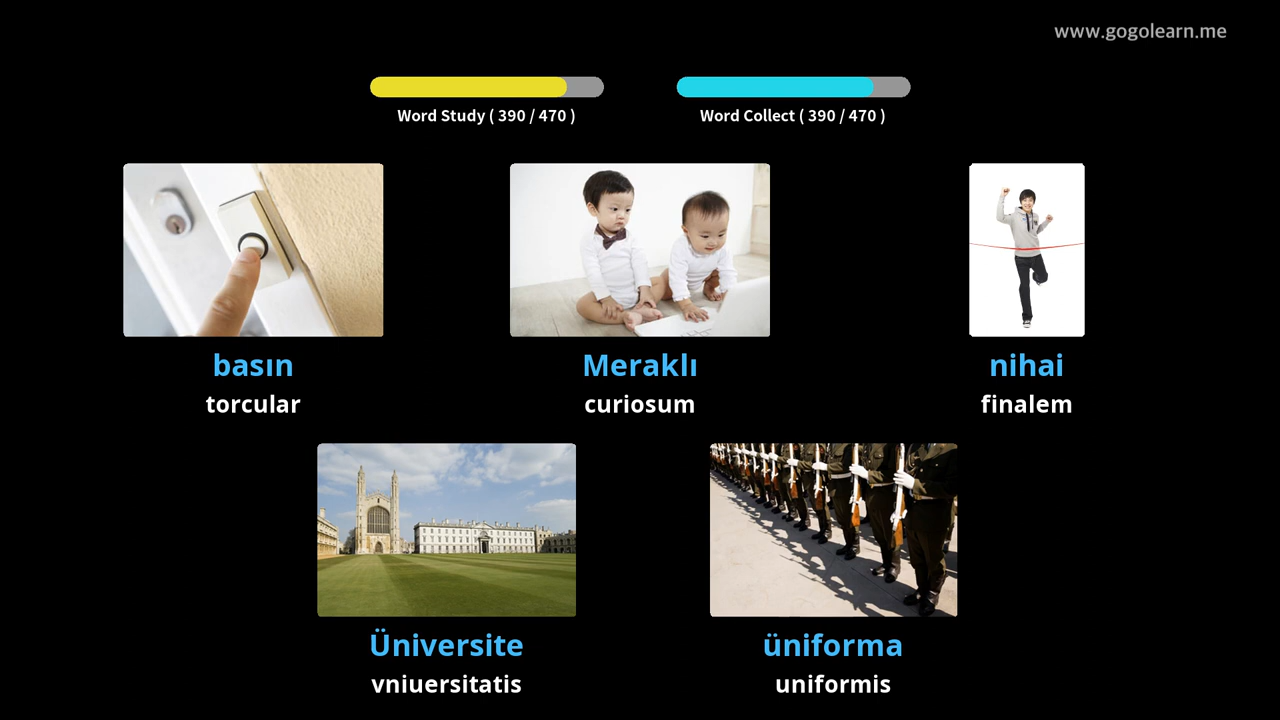 www.gogolearn.me
Word Study ( 390 / 470 )
Word Collect ( 390 / 470 )
basın
torcular
Meraklı
curiosum
nihai
finalem
Üniversite
vniuersitatis
üniforma
uniformis